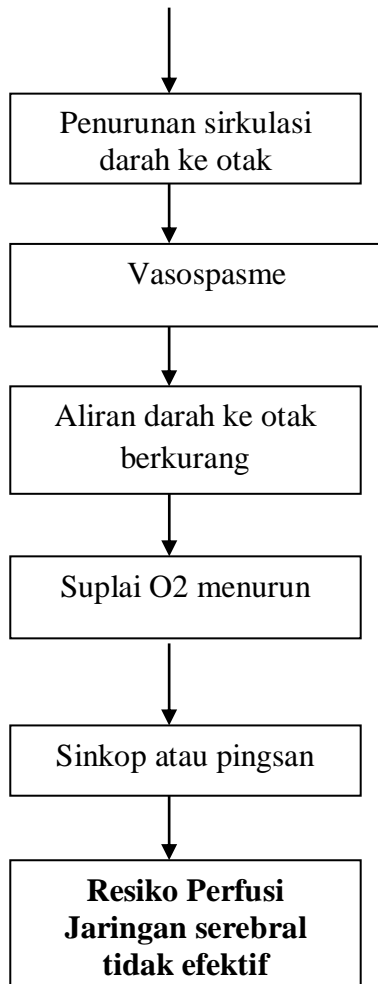 Penurunan sirkulasi
darah ke otak
Vasospasme
Aliran darah ke otak
berkurang
Suplai O2 menurun
Sinkop atau pingsan
Resiko Perfusi
Jaringan serebral
tidak efektif